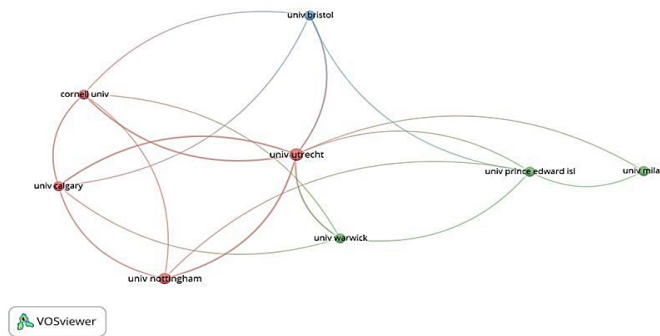 univ bristol
cornell univ
univ utrecht
univ calgary
univ prince edward isl
univ mila
univ warwick
univ nottingham
VOSviewer